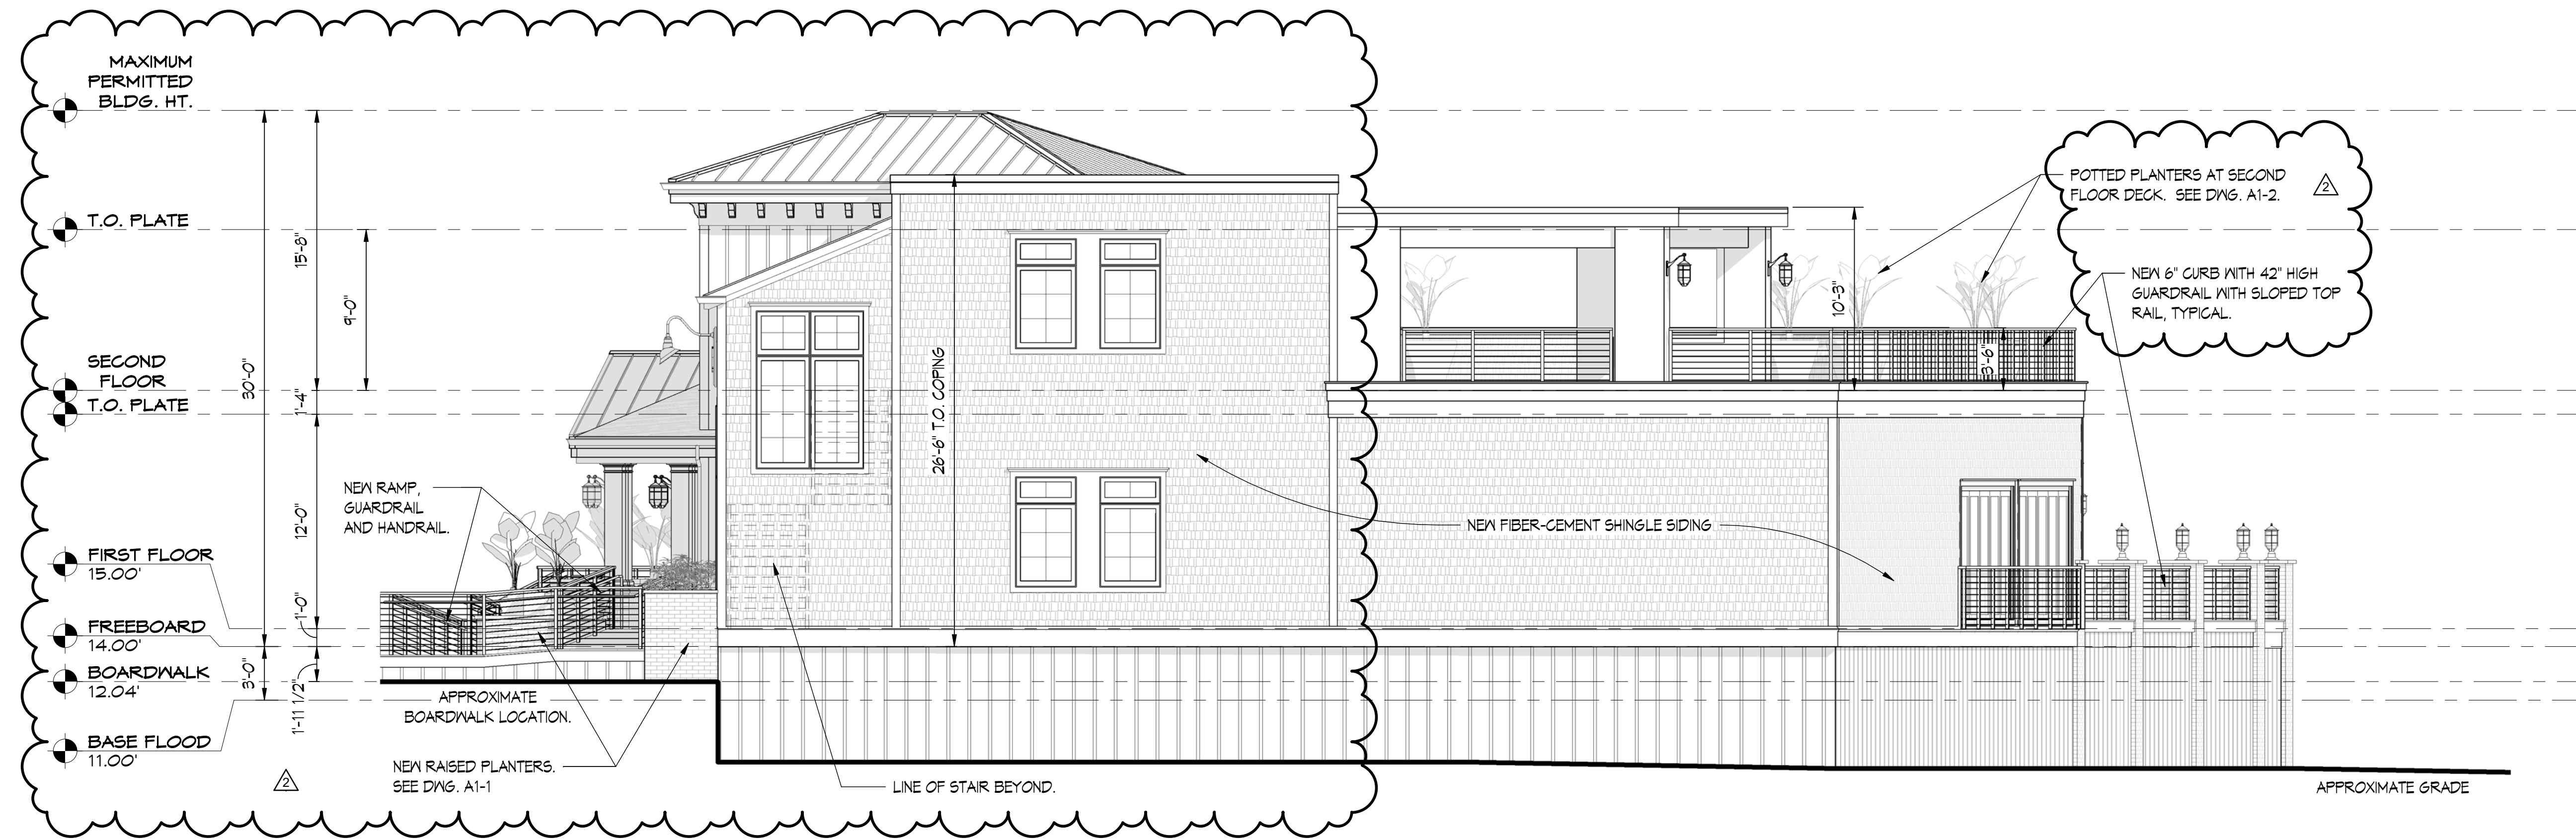 MAXIMUM
PERMITTED
BLDG. HT.
T.O. PLATE
SECOND
FLOOR
T.O. PLATE
FIRST FLOOR
15.00'
FREEBOARD
14.00'
BOARDWALK
12.04'
BASE FLOOD
11.00'
2
30'-0"
3'-0"
15'-8"
1'-4"
12'-0"
1'-0"
1-11 1/2"
9'-0"
NEW RAMP,
GUARDRAIL
AND HANDRAIL.
APPROXIMATE
BOARDWALK LOCATION.
NEW RAISED PLANTERS.
SEE DWG. A1-1
LINE OF STAIR BEYOND.
26'-6" T.O. COPING
NEW FIBER-CEMENT SHINGLE SIDING
10'-3"
3'-6"
POTTED PLANTERS AT SECOND
FLOOR DECK. SEE DWG. A1-2.
2
NEW 6" CURB WITH 42" HIGH
GUARDRAIL WITH SLOPED TOP
RAIL, TYPICAL.
APPROXIMATE GRADE